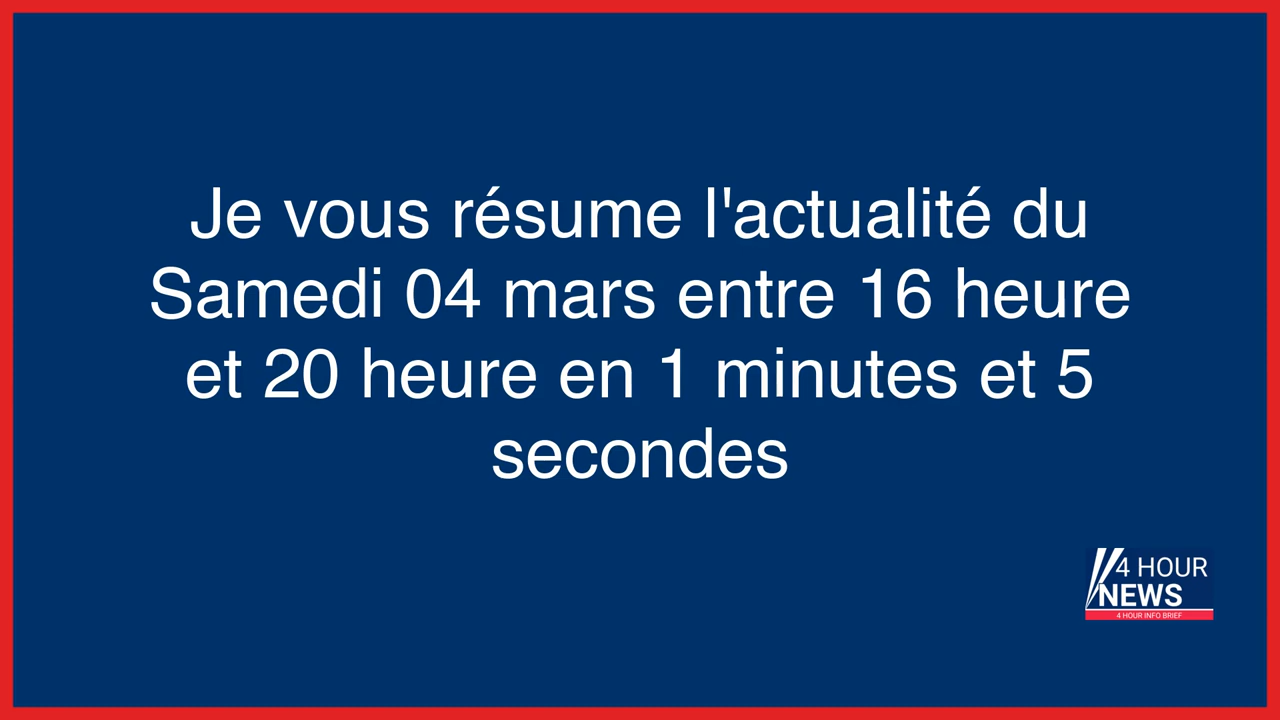 Je vous résume l'actualité du
Samedi 04 mars entre 16 heure
et 20 heure en 1 minutes et 5
secondes
4 HOUR
NEWS
4 HOUR INFO BRIEF